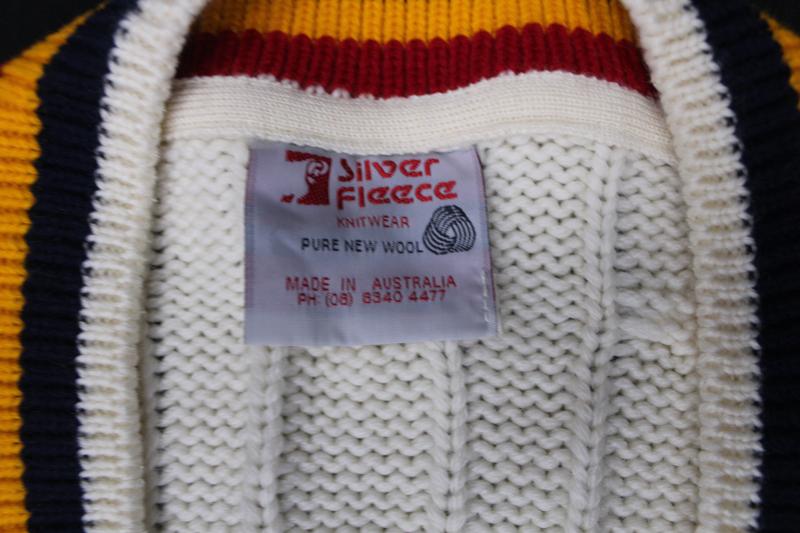 Silver
Fleece
KNITWEAR
PURE NEW WOOL
MADE IN AUSTRALIA
PH: (08) 8340 4477